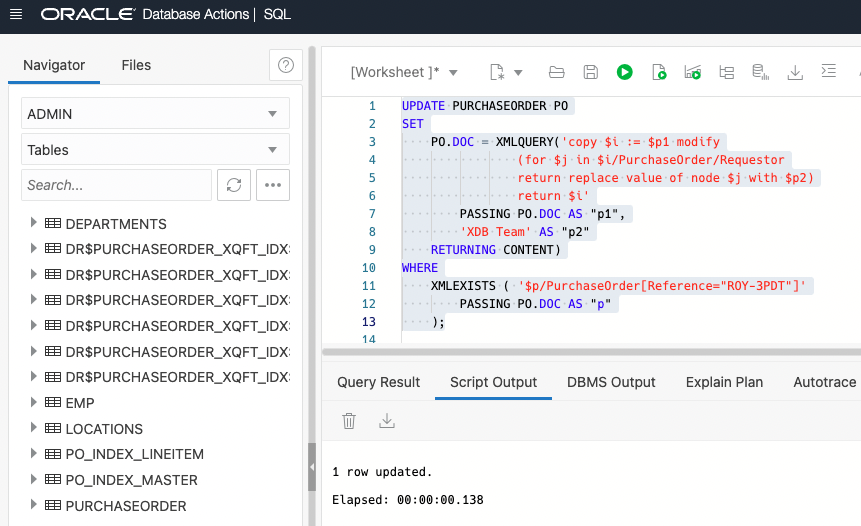 ORACLE Database Actions | SQL
Navigator Files
ADMIN
Tables
Search...
DEPARTMENTS
DR$PURCHASEORDER_XQFT_IDX
DR$PURCHASEORDER_XQFT_IDX
DR$PURCHASEORDER_XQFT_IDX
DR$PURCHASEORDER_XQFT_IDX
DR$PURCHASEORDER_XQFT_IDX
DR$PURCHASEORDER_XQFT_IDX
EMP
LOCATIONS
PO_INDEX_LINEITEM
PO_INDEX_MASTER
PURCHASEORDER
[Worksheet ]*
1 UPDATE PURCHASEORDER PO
2 SET
3 PO.DOC = XMLQUERY('copy $i := $p1 modify
4 (for $j in $i/PurchaseOrder/Requestor
5 return replace value of node $j with $p2)
6 return $i'
7 PASSING PO.DOC AS "p1",
8 'XDB Team' AS "p2"
9 RETURNING CONTENT)
10 WHERE
11 XMLEXISTS ( '$p/PurchaseOrder[Reference="ROY-3PDT"]'
12 PASSING PO.DOC AS "p"
13 );
14
Query Result Script Output DBMS Output Explain Plan Autotrace
1 row updated.
Elapsed: 00:00:00.138